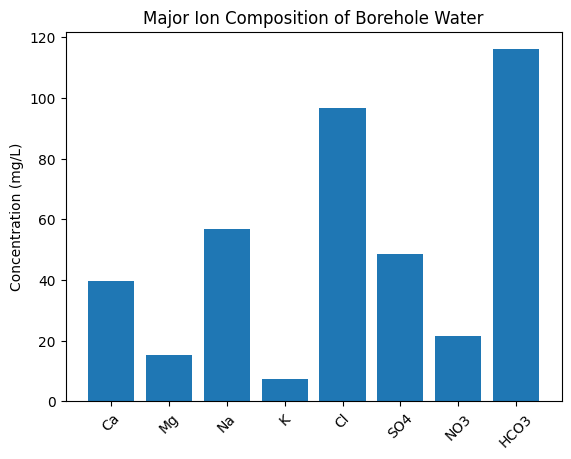 Major Ion Composition of Borehole Water
Concentration (mg/L)
120
100
80
60
40
20
0
Ca
Mg
Na
K
Cl
SO4
NO3
HCO3